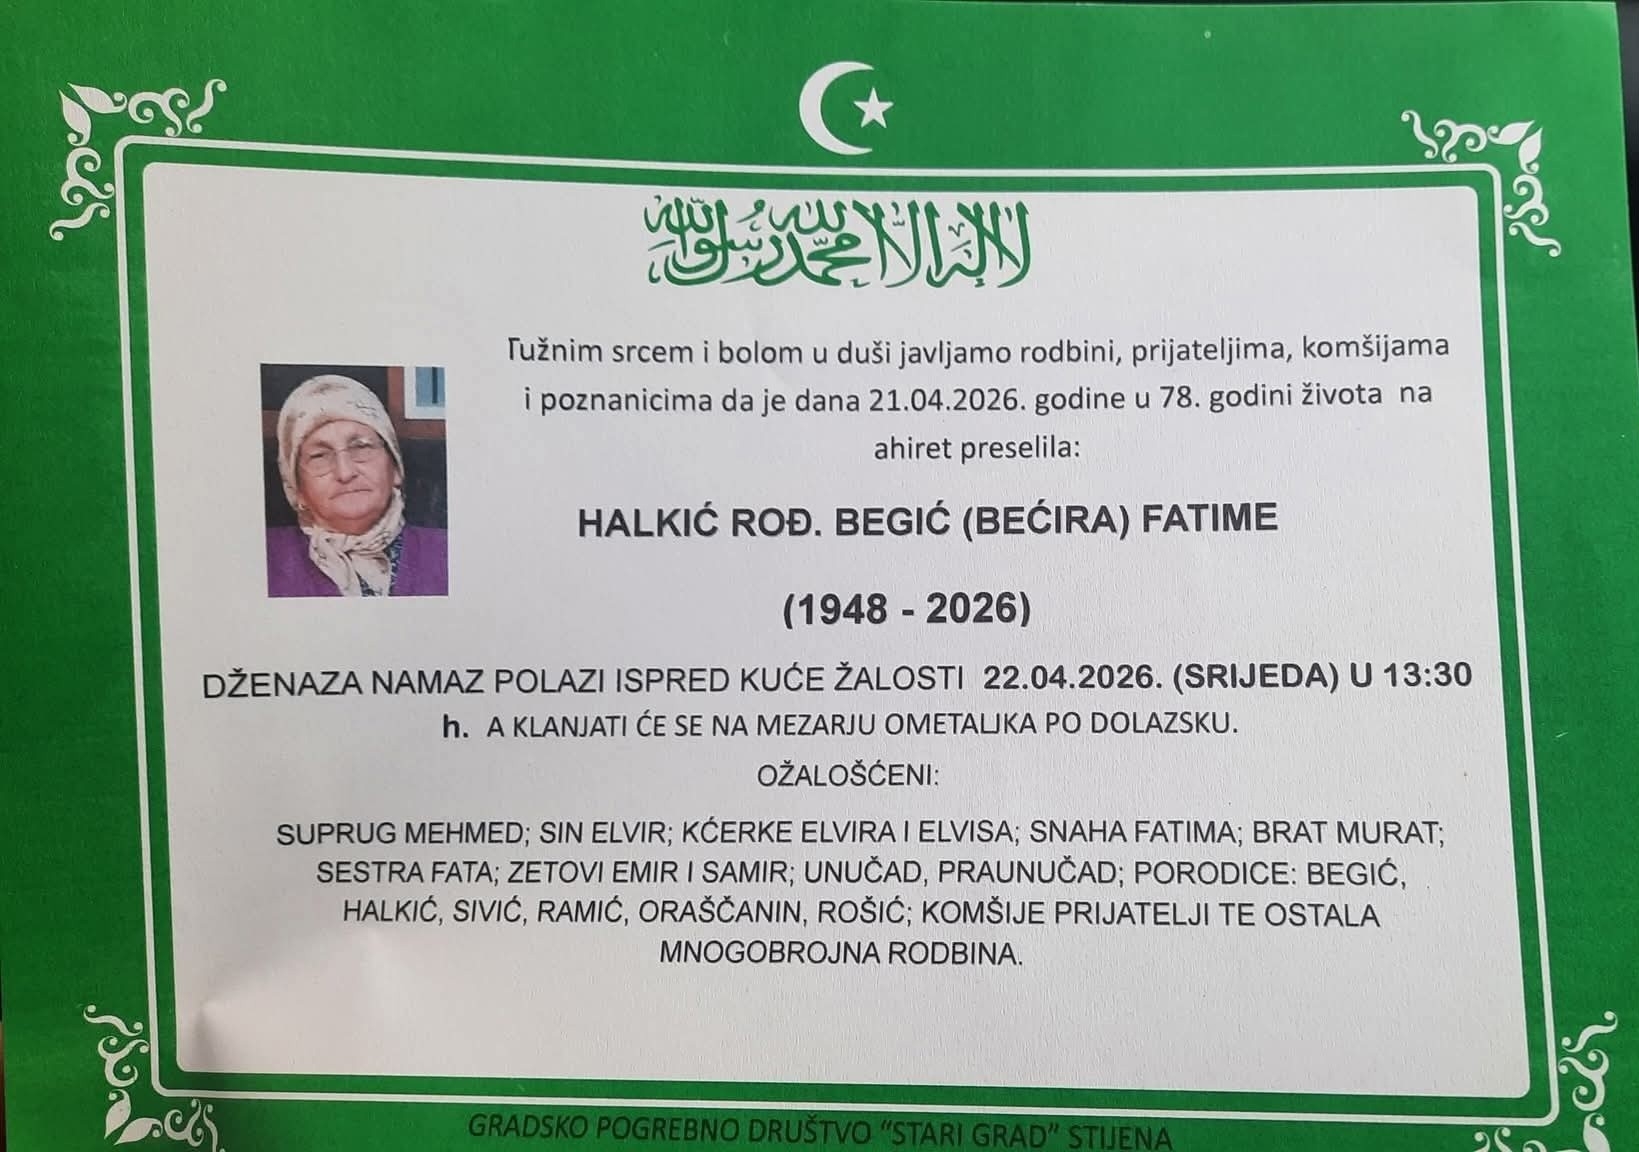 لا إله إلا الله محمد رسول الله
Tužnim srcem i bolom u duši javljamo rodbini, prijateljima, komšijama
i poznanicima da je dana 21.04.2026. godine u 78. godini života na
ahiret preselila:
HALKIĆ ROĐ. BEGIĆ (BEĆIRA) FATIME
(1948 - 2026)
DŽENAZA NAMAZ POLAZI ISPRED KUĆE ŽALOSTI 22.04.2026. (SRIJEDA) U 13:30
h. A KLANJATI ĆE SE NA MEZARJU OMETALJKA PO DOLAZSKU.
OŽALOŠĆENI:
SUPRUG MEHMED; SIN ELVIR; KĆERKE ELVIRA I ELVISA; SNAHA FATIMA; BRAT MURAT;
SESTRA FATA; ZETOVI EMIR I SAMIR; UNUČAD, PRAUNUČAD; PORODICE: BEGIĆ,
HALKIĆ, SIVIĆ, RAMIĆ, ORAŠČANIN, ROŠIĆ; KOMŠIJE PRIJATELJI TE OSTALA
MNOGOBROJNA RODBINA.
GRADSKO POGREBNO DRUŠTVO "STARI GRAD" STIJENA